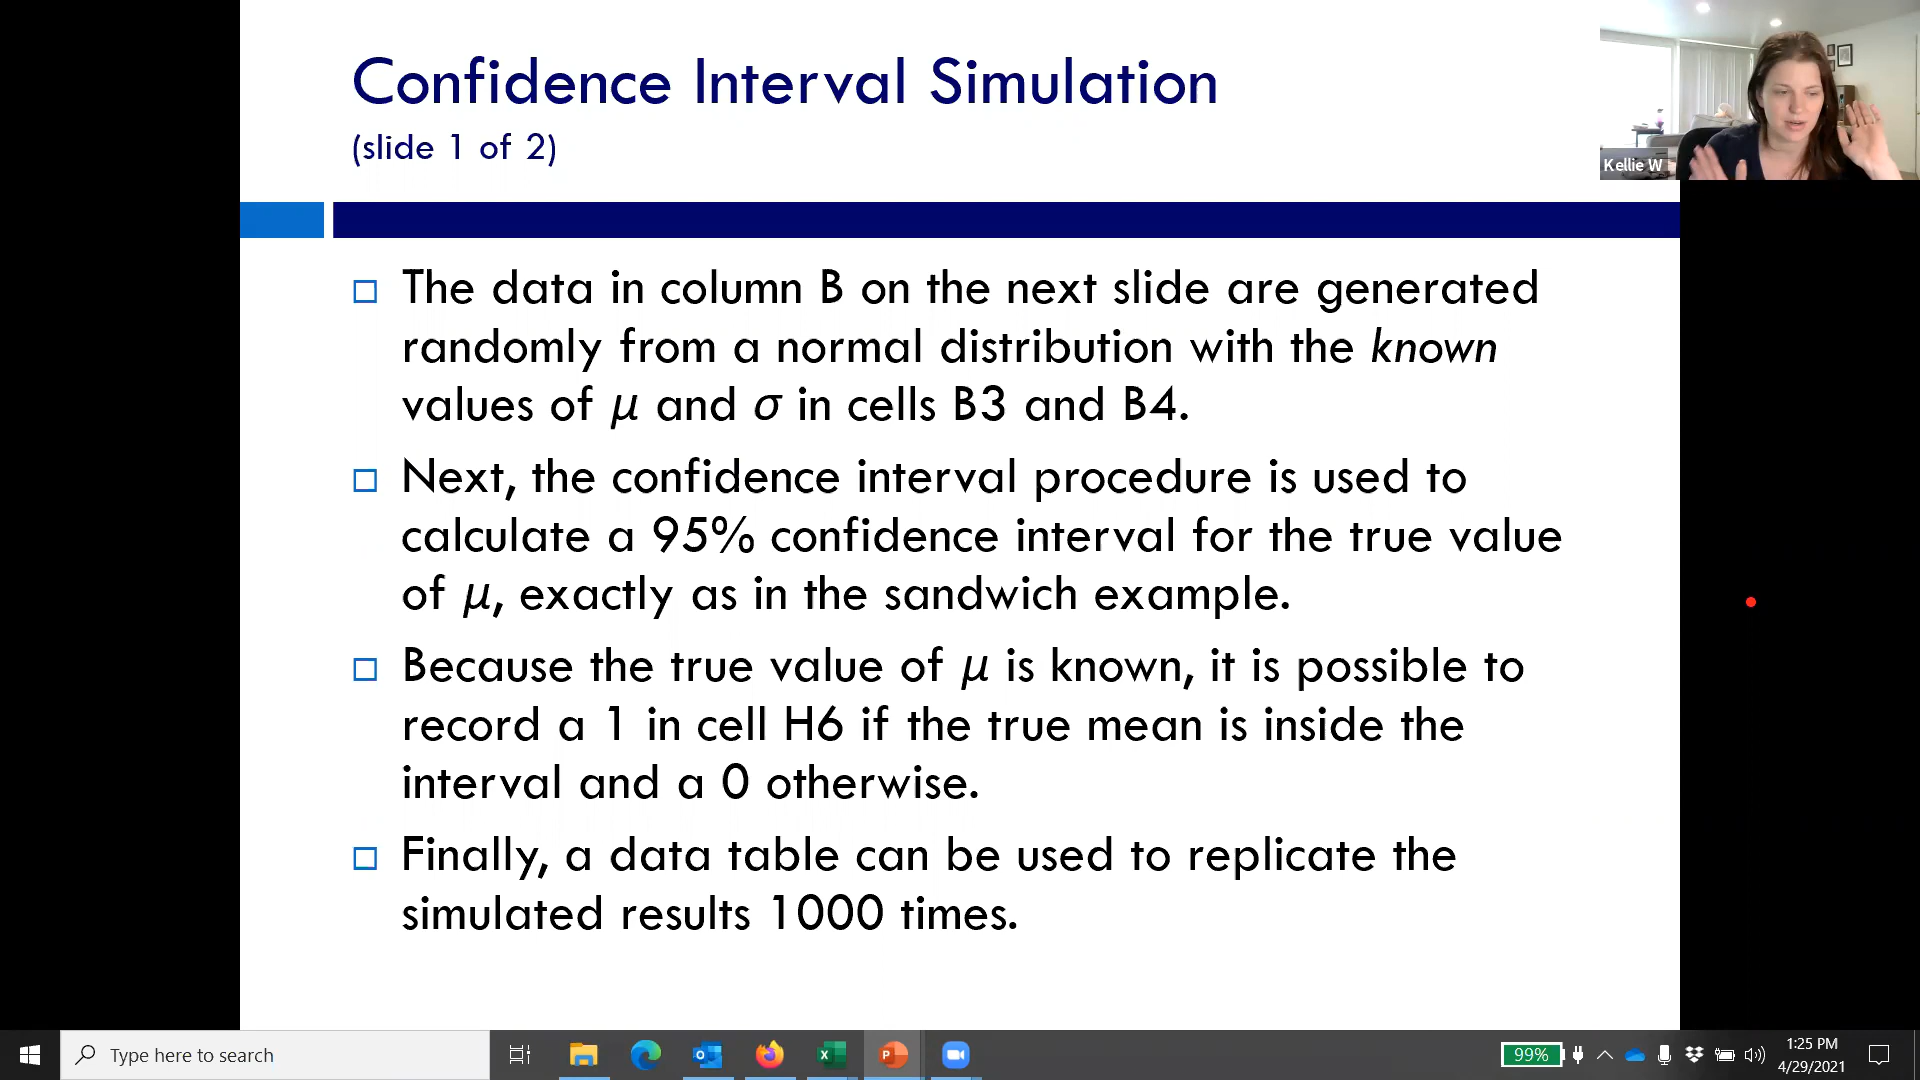 Confidence Interval Simulation
(slide 1 of 2)
Kellie W
The data in column B on the next slide are generated
randomly from a normal distribution with the known
values of μ and σ in cells B3 and B4.
Next, the confidence interval procedure is used to
calculate a 95% confidence interval for the true value
of μ, exactly as in the sandwich example.
Because the true value of μ is known, it is possible to
record a 1 in cell H6 if the true mean is inside the
interval and a 0 otherwise.
Finally, a data table can be used to replicate the
simulated results 1000 times.
Type here to search
99%
1:25 PM
4/29/2021